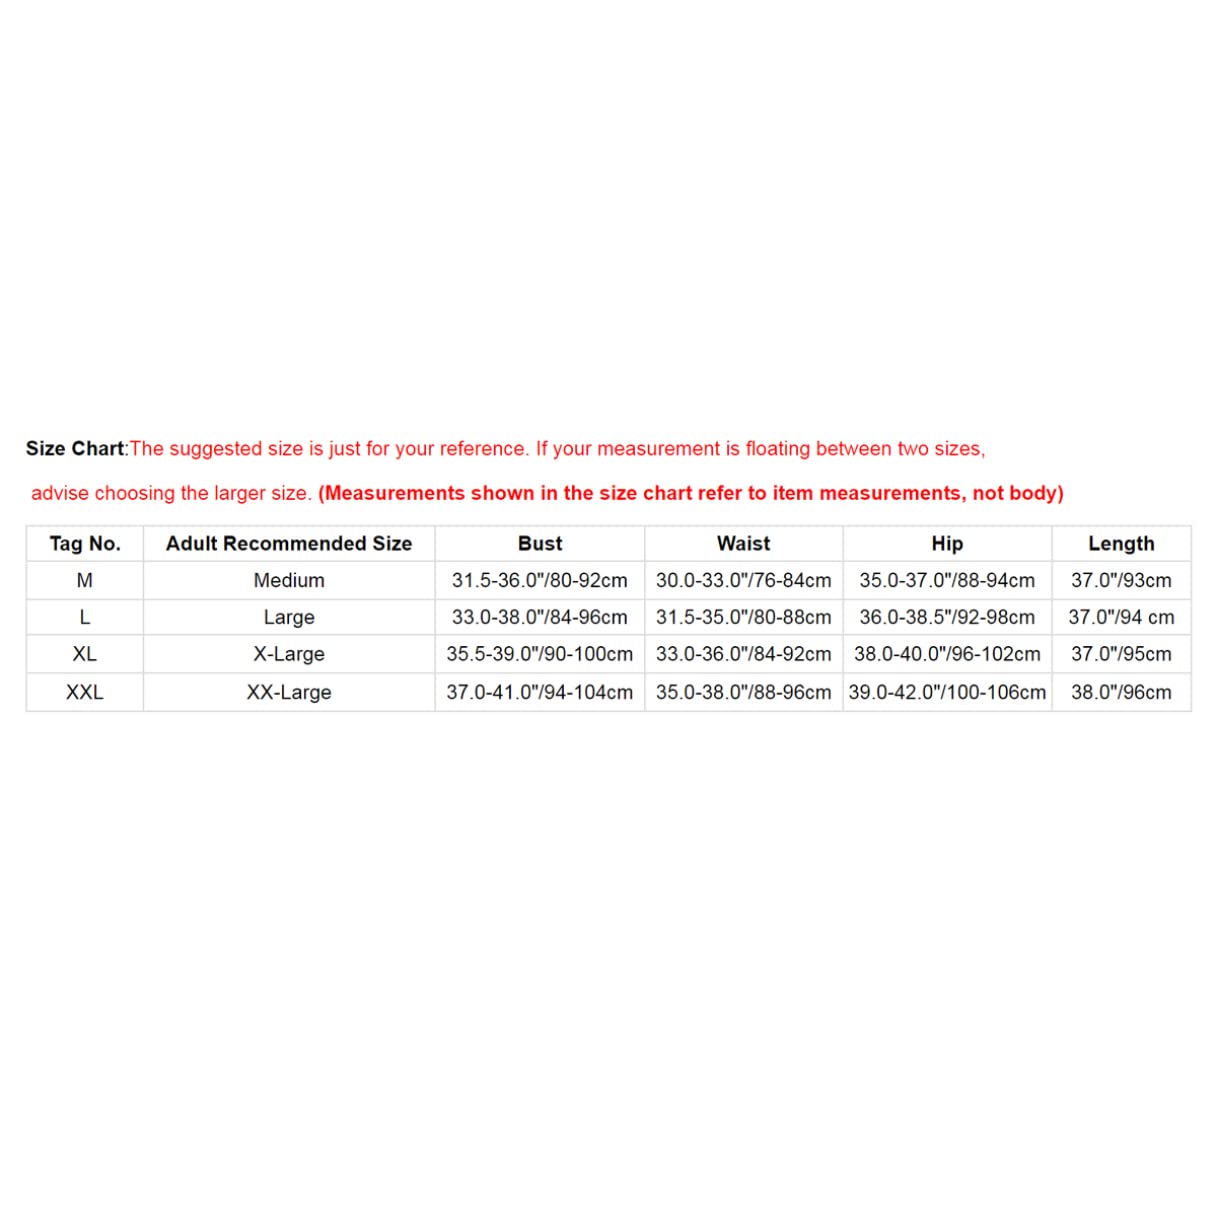 Size Chart:The suggested size is just for your reference. If your measurement is floating between two sizes,
advise choosing the larger size. (Measurements shown in the size chart refer to item measurements, not body)
Tag No. Adult Recommended Size Bust Waist Hip Length
M Medium 31.5-36.0"/80-92cm 30.0-33.0"/76-84cm 35.0-37.0"/88-94cm 37.0"/93cm
L Large 33.0-38.0"/84-96cm 31.5-35.0"/80-88cm 36.0-38.5"/92-98cm 37.0"/94 cm
XL X-Large 35.5-39.0"/90-100cm 33.0-36.0"/84-92cm 38.0-40.0"/96-102cm 37.0"/95cm
XXL XX-Large 37.0-41.0"/94-104cm 35.0-38.0"/88-96cm 39.0-42.0"/100-106cm 38.0"/96cm